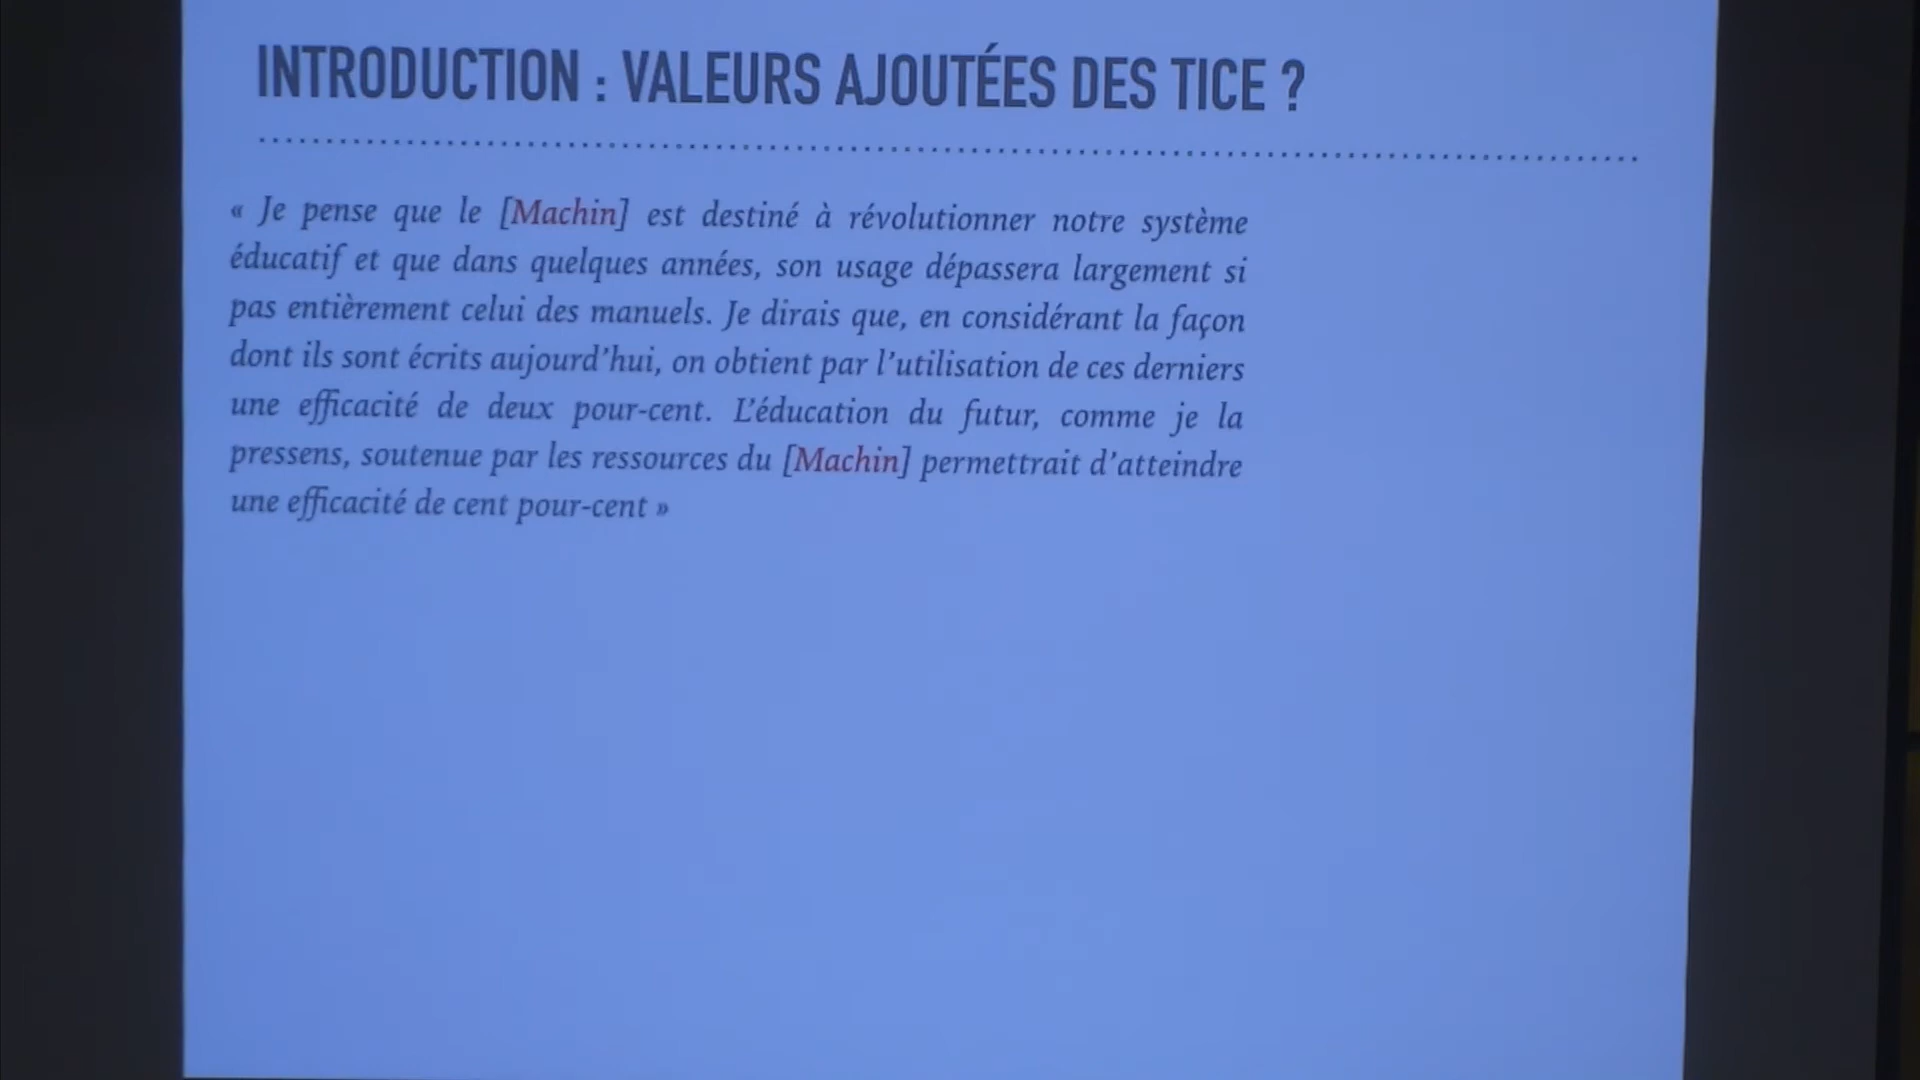 INTRODUCTION : VALEURS AJOUTÉES DES TICE ?
« Je pense que le [Machin] est destiné à révolutionner notre système
éducatif et que dans quelques années, son usage dépassera largement si
pas entièrement celui des manuels. Je dirais que, en considérant la façon
dont ils sont écrits aujourd’hui, on obtient par l’utilisation de ces derniers
une efficacité de deux pour-cent. L’éducation du futur, comme je la
pressens, soutenue par les ressources du [Machin] permettrait d’atteindre
une efficacité de cent pour-cent »